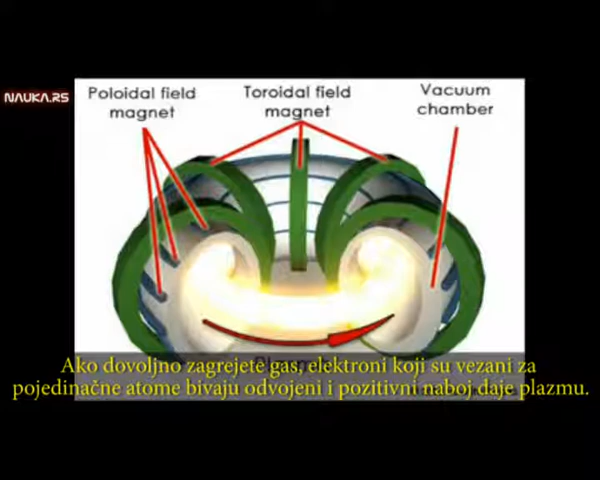 NAUKA.RS
Poloidal field
magnet
Toroidal field
magnet
Vacuum
chamber
Ako dovoljno zagrejete gas, elektroni koji su vezani za
pojedinačne atome bivaju odvojeni i pozitivni naboj daje plazmu.